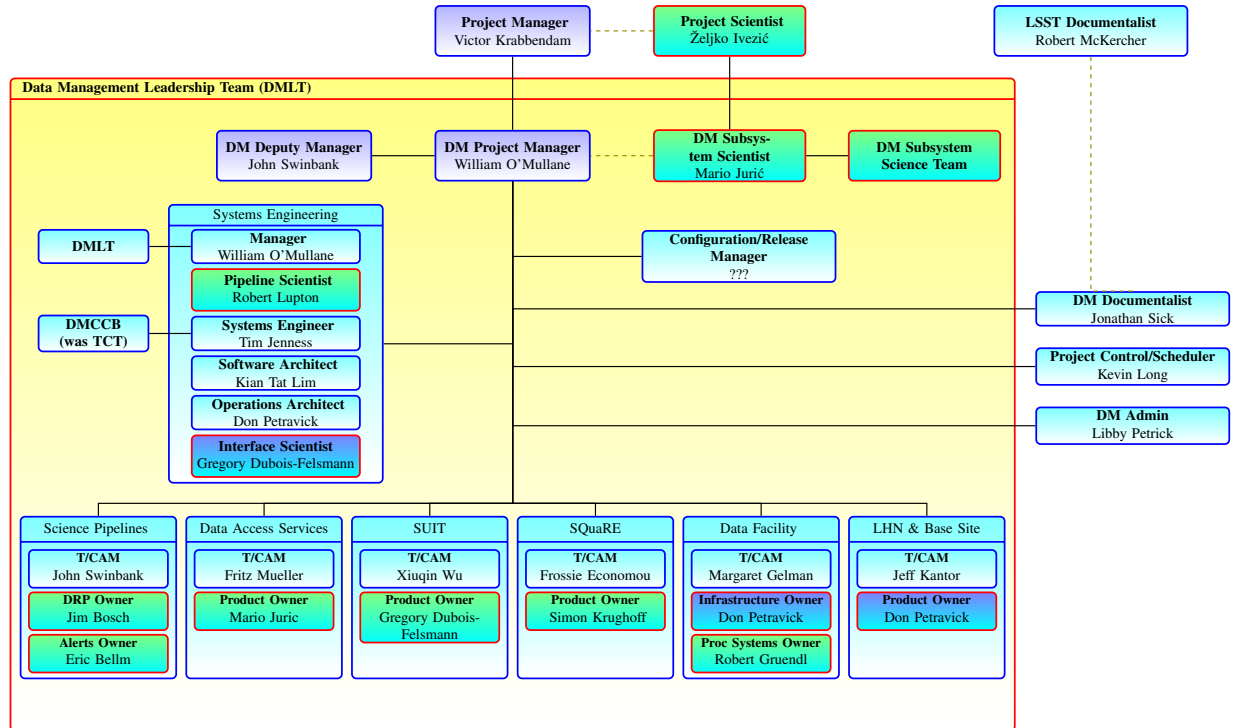 Project Manager
Victor Krabbendam
Project Scientist
Željko Ivezić
LSST Documentalist
Robert McKercher
Data Management Leadership Team (DMLT)
DM Deputy Manager
John Swinbank
DM Project Manager
William O’Mullane
DM Subsys-
tem Scientist
Mario Jurić
DM Subsystem
Science Team
Systems Engineering
DMLT
Manager
William O’Mullane
Configuration/Release
Manager
???
Pipeline Scientist
Robert Lupton
DMCCB
(was TCT)
Systems Engineer
Tim Jenness
DM Documentalist
Jonathan Sick
Software Architect
Kian Tat Lim
Project Control/Scheduler
Kevin Long
Operations Architect
Don Petravick
DM Admin
Libby Petrick
Interface Scientist
Gregory Dubois-Felsmann
Science Pipelines
T/CAM
John Swinbank
DRP Owner
Jim Bosch
Alerts Owner
Eric Bellm
Data Access Services
T/CAM
Fritz Mueller
Product Owner
Mario Juric
SUIT
T/CAM
Xiuqin Wu
Product Owner
Gregory Dubois-
Felsmann
SQuaRE
T/CAM
Frossie Economou
Product Owner
Simon Krughoff
Data Facility
T/CAM
Margaret Gelman
Infrastructure Owner
Don Petravick
Proc Systems Owner
Robert Gruendl
LHN & Base Site
T/CAM
Jeff Kantor
Product Owner
Don Petravick